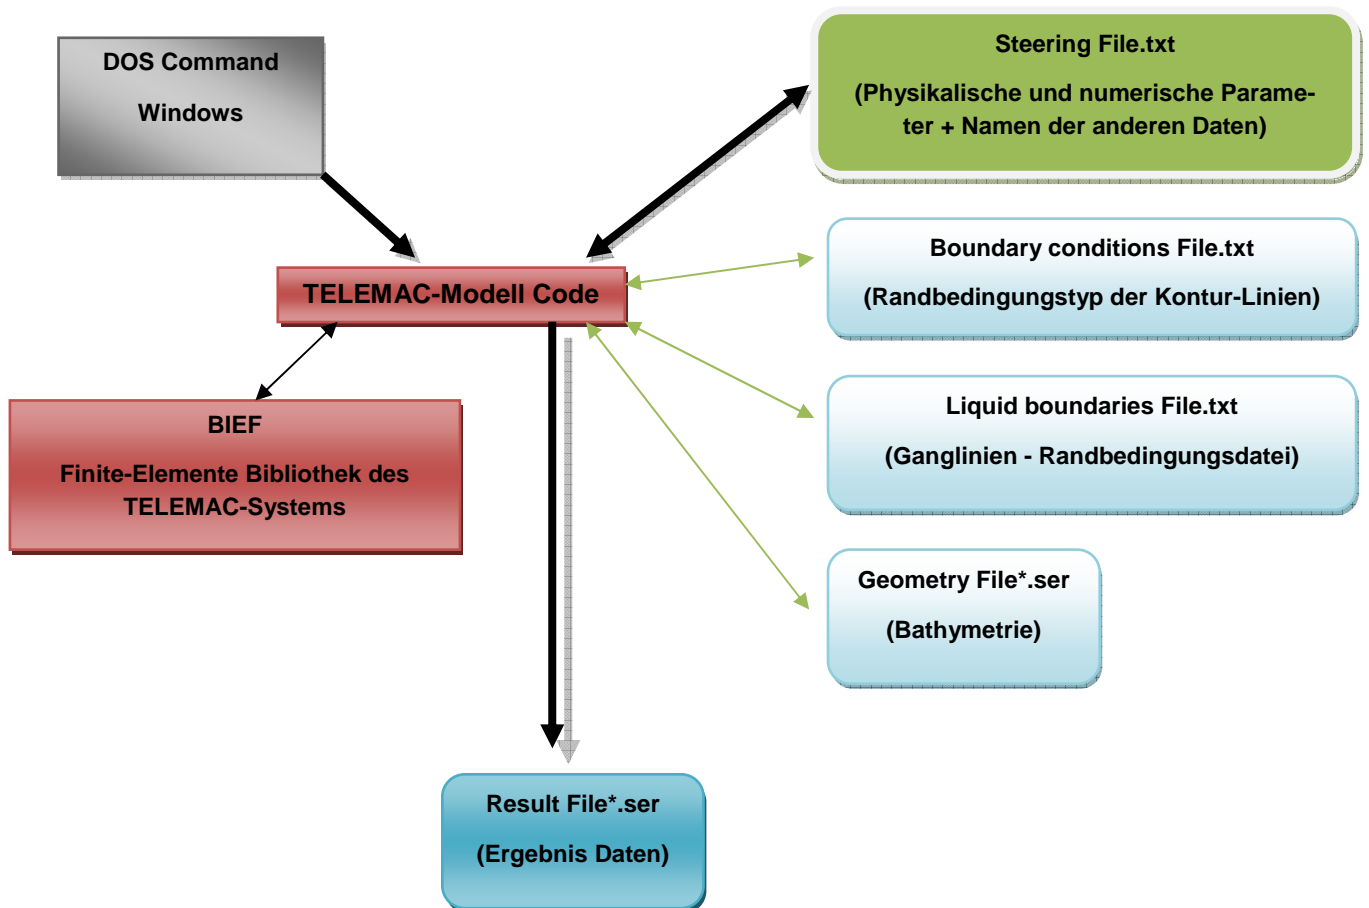 DOS Command
Windows
Steering File.txt
(Physikalische und numerische Parame-
ter + Namen der anderen Daten)
Boundary conditions File.txt
(Randbedingungstyp der Kontur-Linien)
TELEMAC-Modell Code
Liquid boundaries File.txt
(Ganglinien - Randbedingungsdatei)
BIEF
Finite-Elemente Bibliothek des
TELEMAC-Systems
Geometry File*.ser
(Bathymetrie)
Result File*.ser
(Ergebnis Daten)